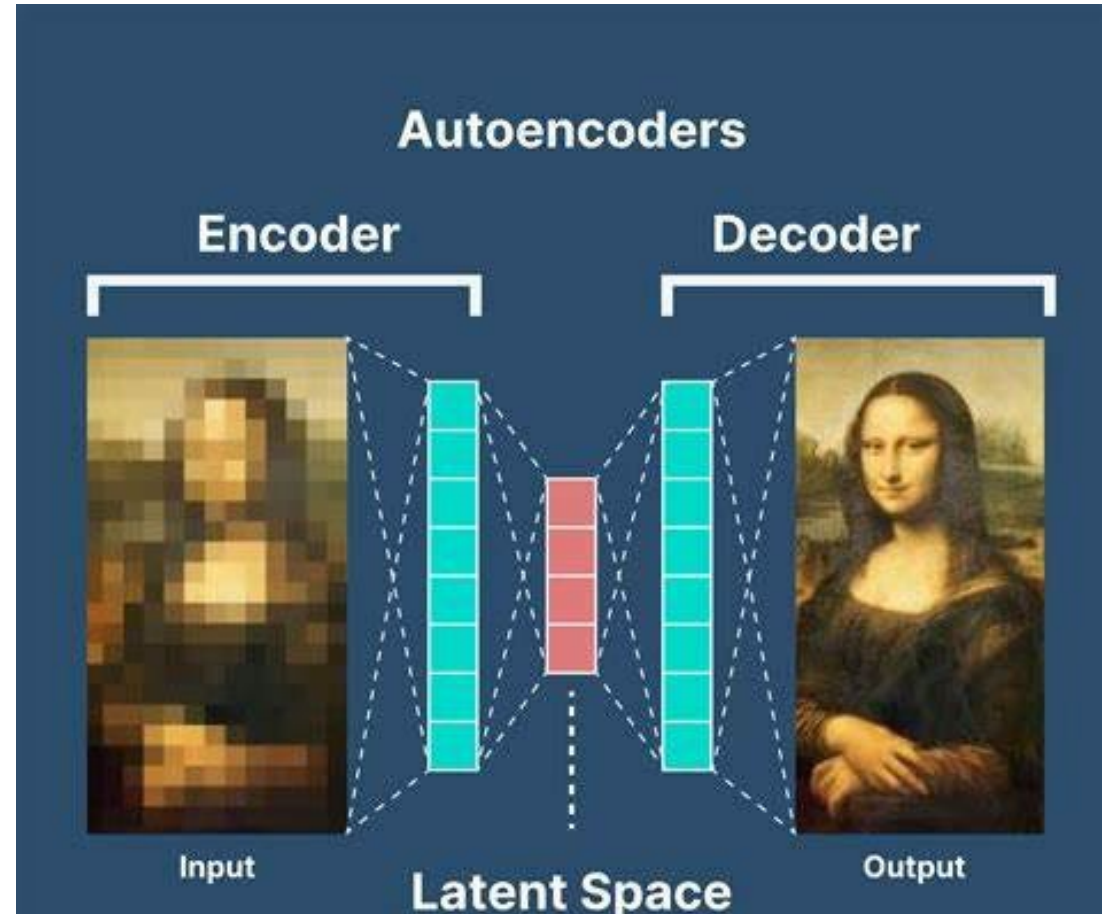 Autoencoders
Encoder
Decoder
Input
Output
Latent Space